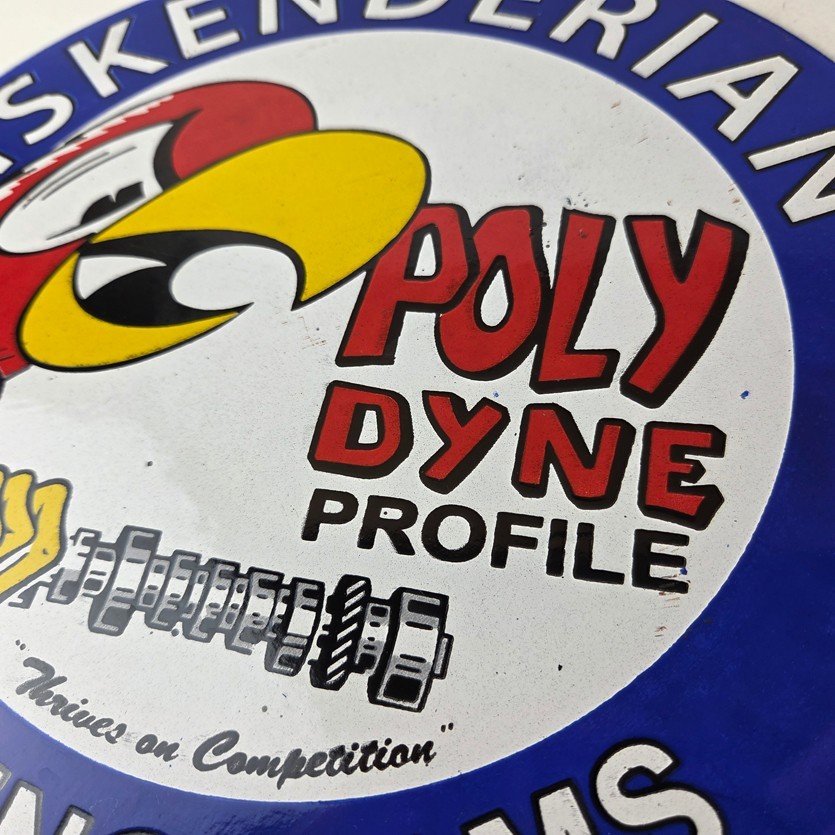 SKENDERIAN
POLY
DYNE
PROFILE
"Thrives on Competition"